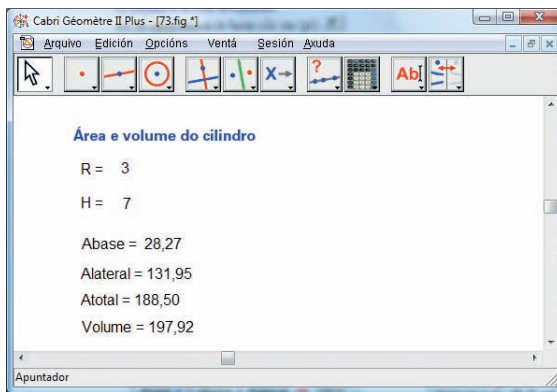 Cabri Géomètre II Plus - [73.fig *]
Arquivo Edición Opcións Ventá Sesión Axuda
? X Ab
Área e volume do cilindro
R = 3
H = 7
Abase = 28,27
Alateral = 131,95
Atotal = 188,50
Volume = 197,92
Apuntador